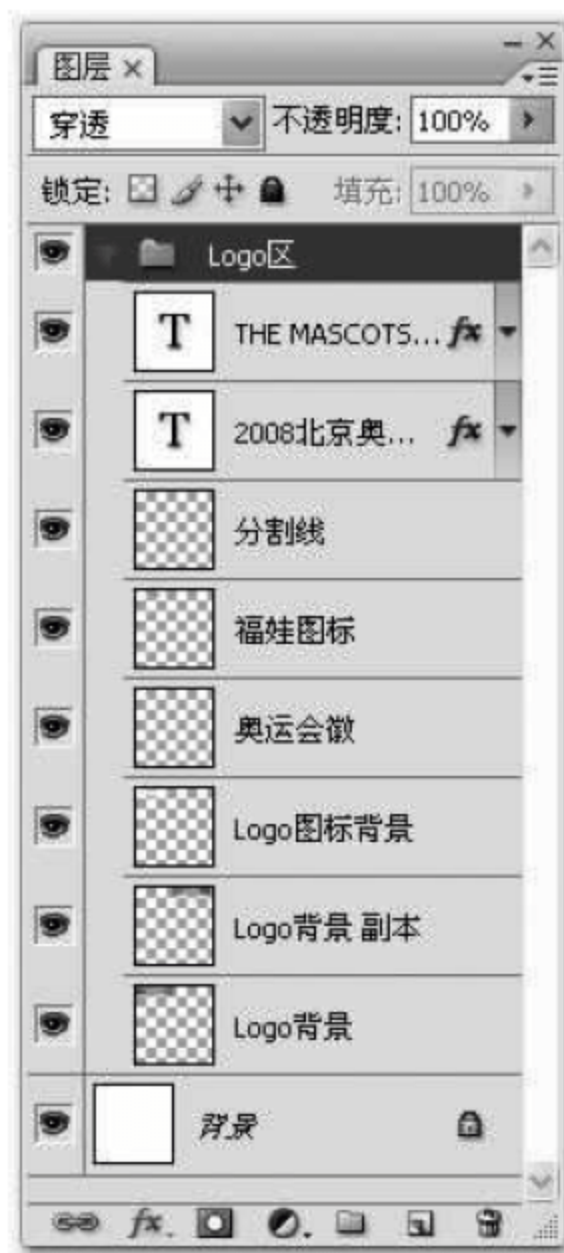 图层
穿透 不透明度: 100%
锁定: 填充: 100%
Logo区
T THE MASCOTS... fx
T 2008北京奥... fx
分割线
福娃图标
奥运会徽
Logo图标背景
Logo背景 副本
Logo背景
背景
fx.